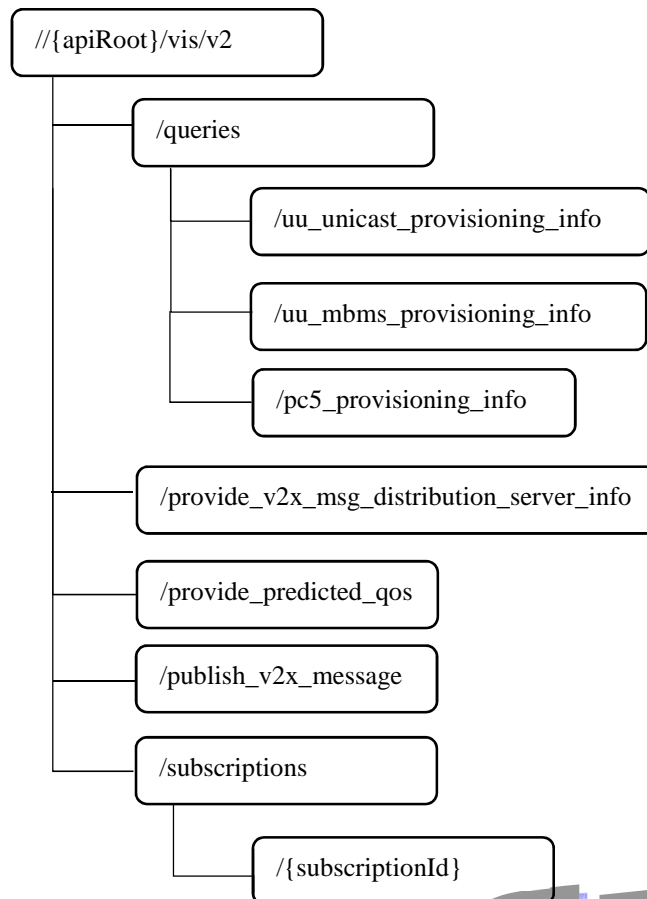 //{apiRoot}/vis/v2
/queries
/uu_unicast_provisioning_info
/uu_mbms_provisioning_info
/pc5_provisioning_info
/provide_v2x_msg_distribution_server_info
/provide_predicted_qos
/publish_v2x_message
/subscriptions
/{subscriptionId}